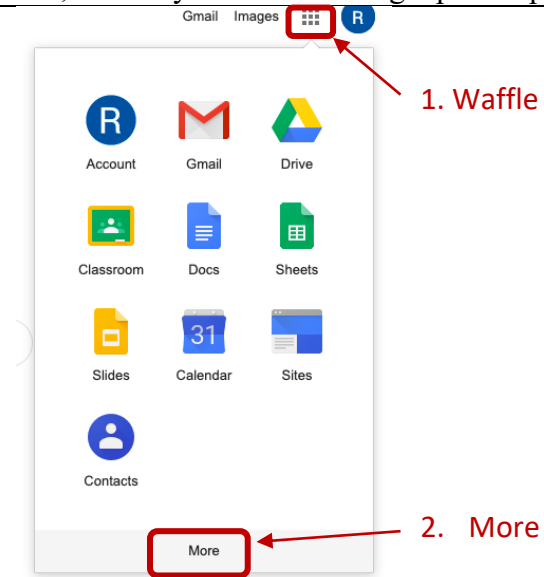 Gmail Images R
1. Waffle
R
Account Gmail Drive
Classroom Docs Sheets
31
Slides Calendar Sites
Contacts
More
2. More